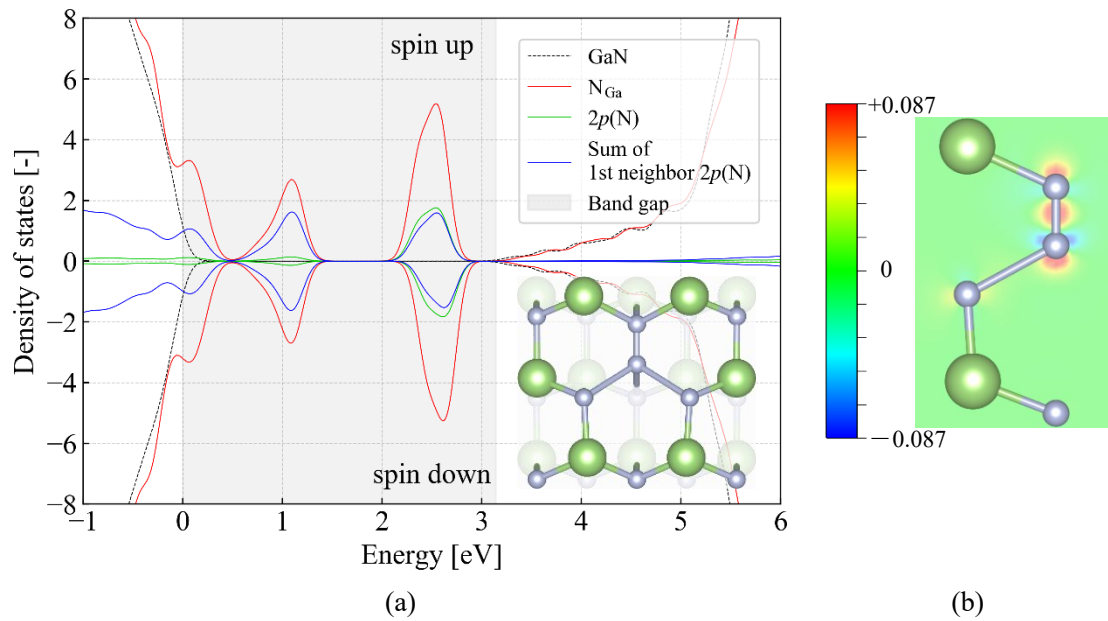 8
6
4
2
0
−2
−4
−6
−8
Density of states [-]
−1
0
1
2
3
4
5
6
Energy [eV]
spin up
spin down
GaN
N_Ga
2p(N)
Sum of
1st neighbor 2p(N)
Band gap
(a)
+0.087
0
−0.087
(b)